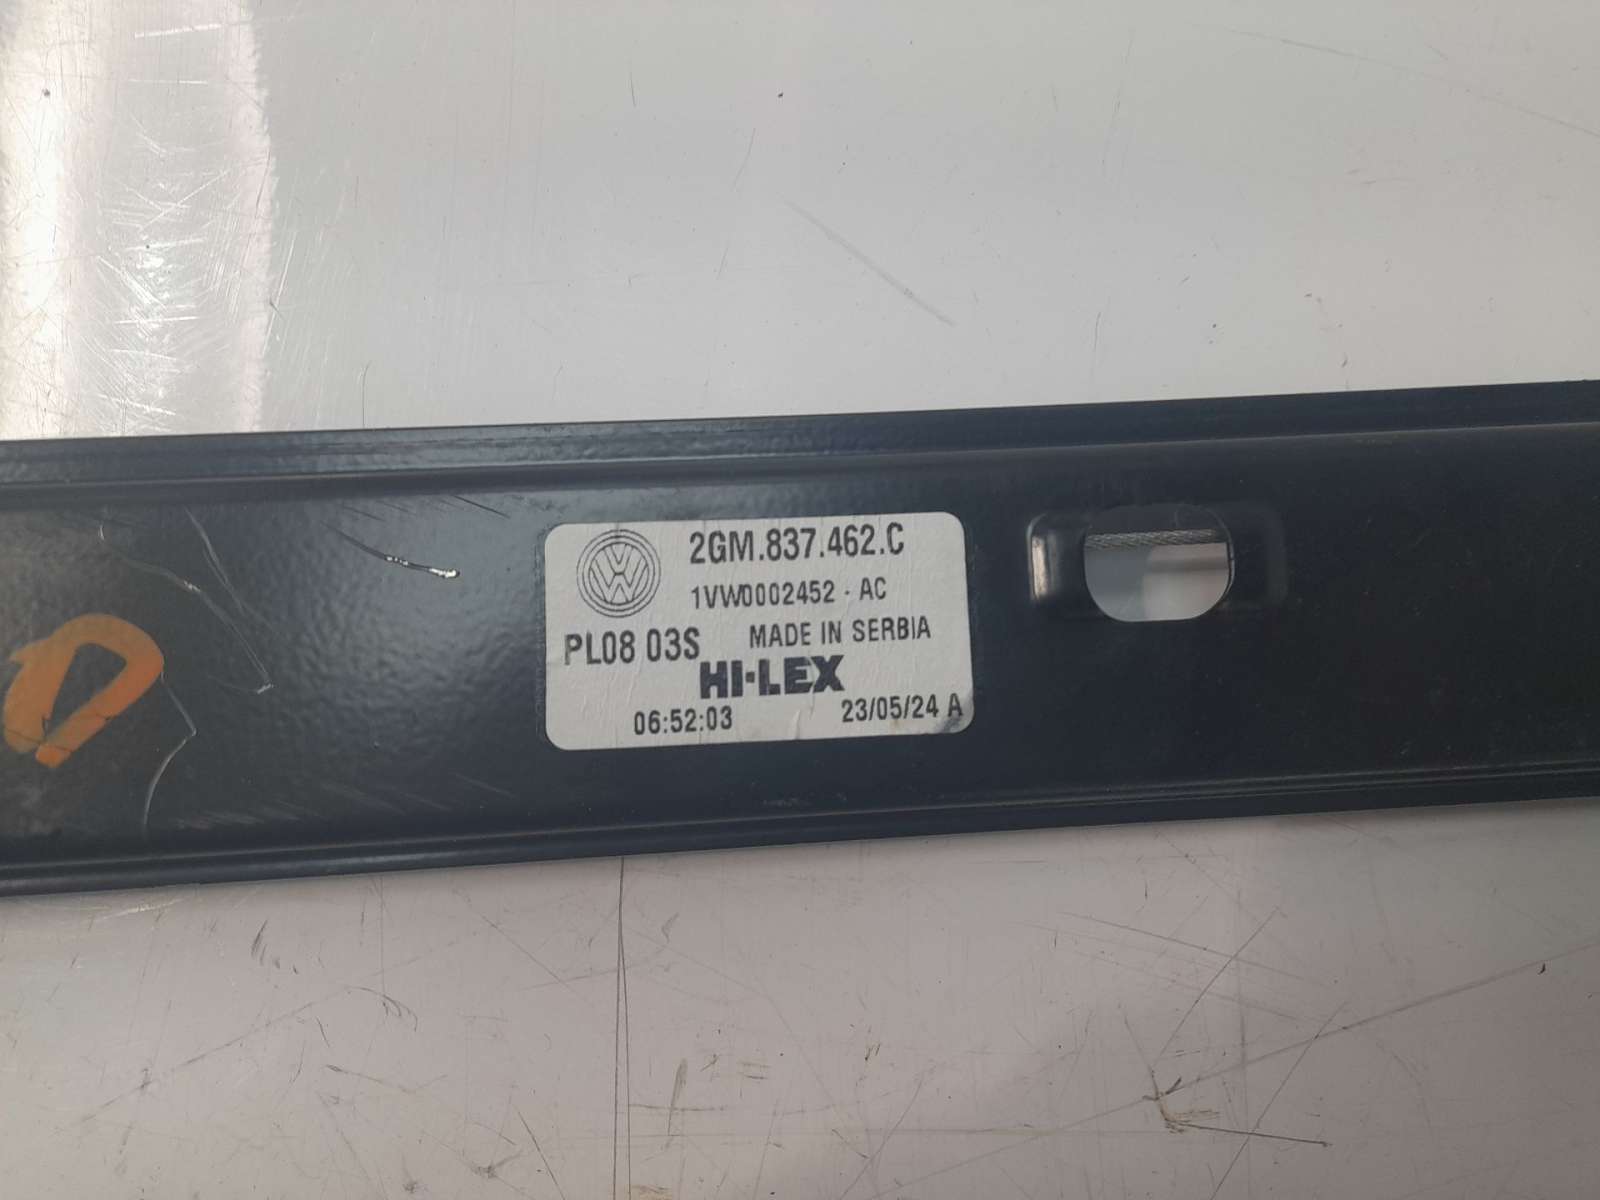 2GM.837.462.C
1VW0002452 - AC
PL08 03S MADE IN SERBIA
HI-LEX
06:52:03 23/05/24 A